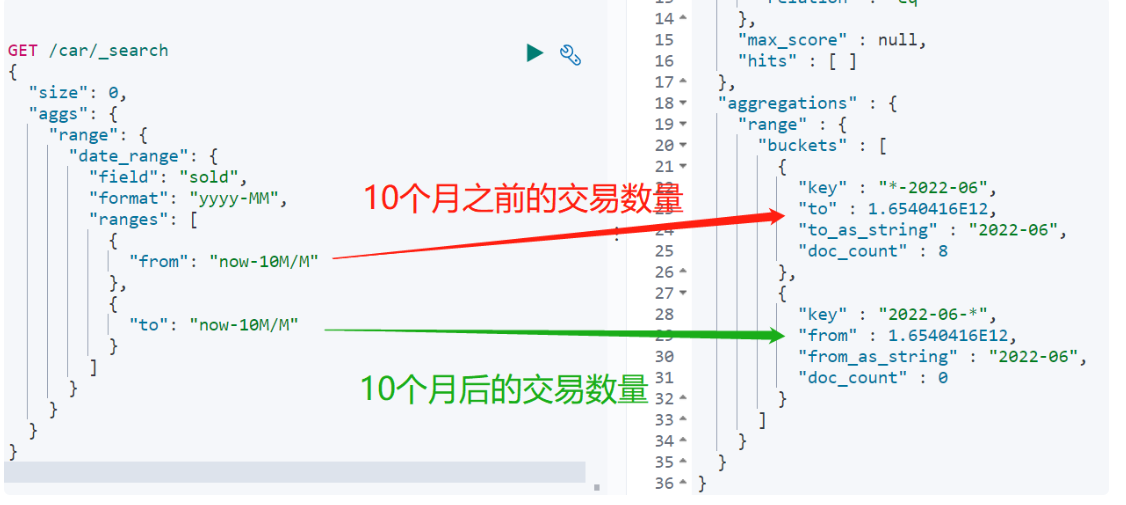 GET /car/_search
{
"size": 0,
"aggs": {
"range": {
"date_range": {
"field": "sold",
"format": "yyyy-MM",
"ranges": [
{
"from": "now-10M/M"
},
{
"to": "now-10M/M"
}
]
}
}
}
}
10个月之前的交易数量
10个月后的交易数量
13 "relation" : "eq"
14 },
15 "max_score" : null,
16 "hits" : [ ]
17 },
18 "aggregations" : {
19 "range" : {
20 "buckets" : [
21 {
22 "key" : "*-2022-06",
23 "to" : 1.6540416E12,
24 "to_as_string" : "2022-06",
25 "doc_count" : 8
26 },
27 {
28 "key" : "2022-06-*",
29 "from" : 1.6540416E12,
30 "from_as_string" : "2022-06",
31 "doc_count" : 0
32 }
33 ]
34 }
35 }
36 }